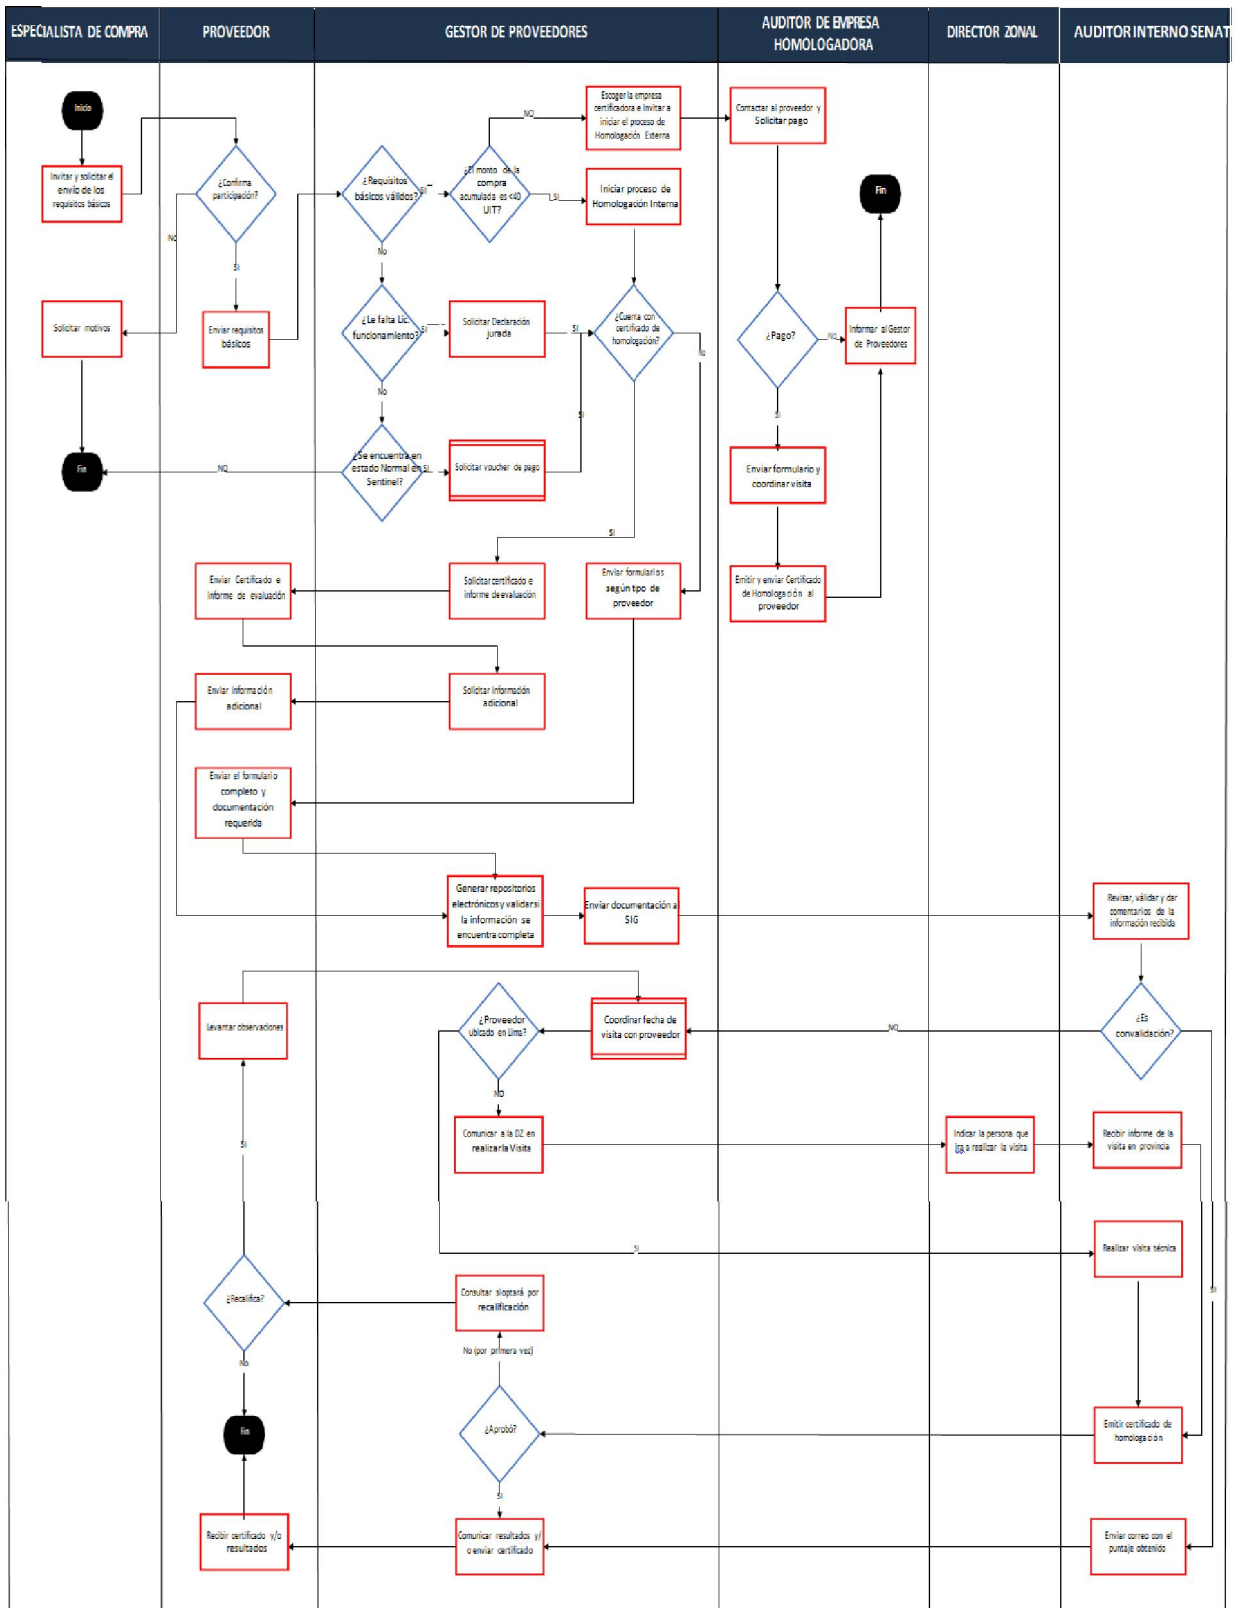 ESPECIALISTA DE COMPRA
PROVEEDOR
GESTOR DE PROVEEDORES
AUDITOR DE EMPRESA
HOMOLOGADORA
DIRECTOR ZONAL
AUDITOR INTERNO SENAT
Inicio
Invitar y solicitar el
envío de los
requisitos básicos
¿Confirma
participación?
NO
SI
Solicitar motivos
Enviar requisitos
básicos
Fin
¿Requisitos
básicos válidos?
SI
No
¿El monto de la
compra
acumulada es <40
UIT?
NO
SI
Escoger la empresa
certificadora e Invitar a
iniciar el proceso de
Homologación Externa
Iniciar proceso de
Homologación Interna
Contactar al proveedor y
Solicitar pago
Fin
¿Le falta Lic.
funcionamiento?
SI
No
Solicitar Declaración
jurada
SI
¿Cuenta con
certificado de
homologación?
No
SI
¿Pago?
NO
SI
Informar al Gestor
de Proveedores
¿Se encuentra en
estado Normal en
Sentinel?
SI
NO
Solicitar voucher de pago
SI
Enviar formulario y
coordinar visita
Enviar Certificado e
Informe de evaluación
Solicitar certificado e
informe de evaluación
Enviar formularios
según tipo de
proveedor
Emitir y enviar Certificado
de Homologación al
proveedor
Enviar información
adicional
Solicitar información
adicional
Enviar el formulario
completo y
documentación
requerida
Generar repositorios
electrónicos y validar si
la información se
encuentra completa
Enviar documentación al
SIG
Revisar, válidar y dar
comentarios de la
información recibida
Levantar observaciones
¿Proveedor
ubicado en Lima?
NO
Coordinar fecha de
visita con proveedor
NO
¿Es
convalidación?
Comunicar a la DZ en
realizar la Visita
Indicar la persona que
ira a realizar la visita
Recibir informe de la
visita en provincia
SI
SI
Realizar visita técnica
SI
¿Recalifica?
No
Consultar si optará por
recalificación
No (por primera vez)
¿Aprobó?
SI
Emitir certificado de
homologación
Fin
Recibir certificado y/o
resultados
Comunicar resultados y/
o enviar certificado
Enviar correo con el
puntaje obtenido